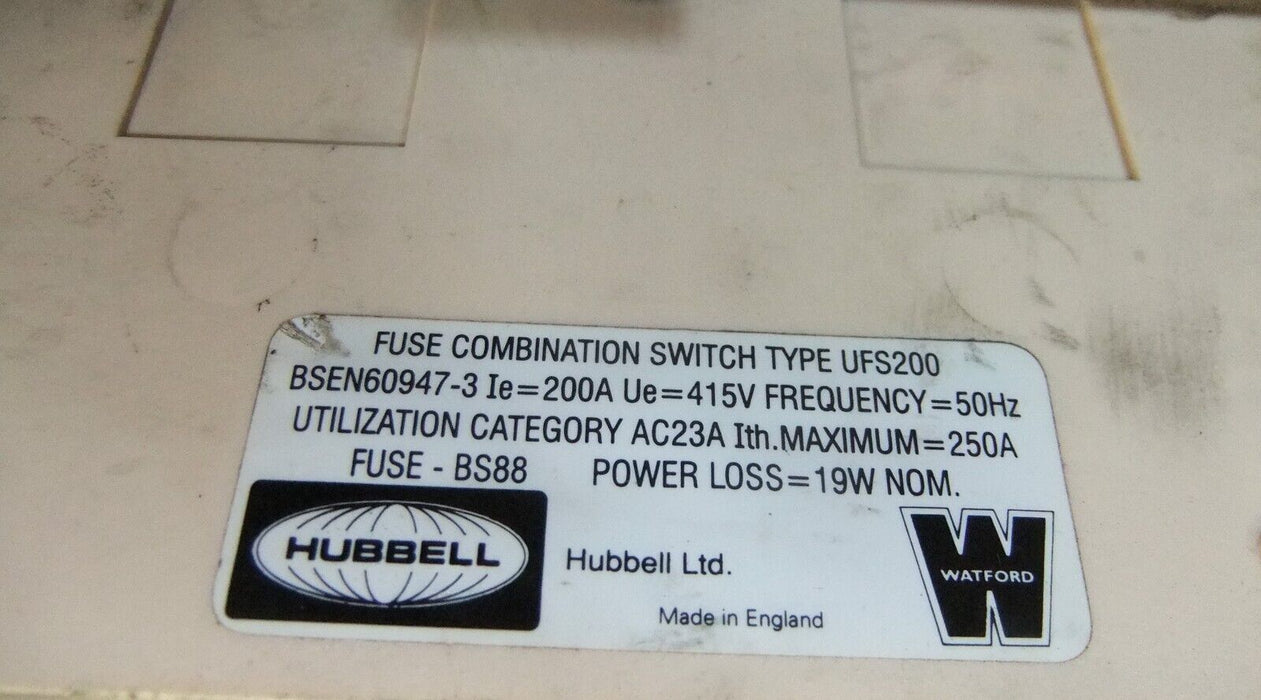 FUSE COMBINATION SWITCH TYPE UFS200
BSEN60947-3 Ie=200A Ue=415V FREQUENCY=50Hz
UTILIZATION CATEGORY AC23A Ith.MAXIMUM=250A
FUSE - BS88 POWER LOSS=19W NOM.
HUBBELL
Hubbell Ltd.
W
WATFORD
Made in England